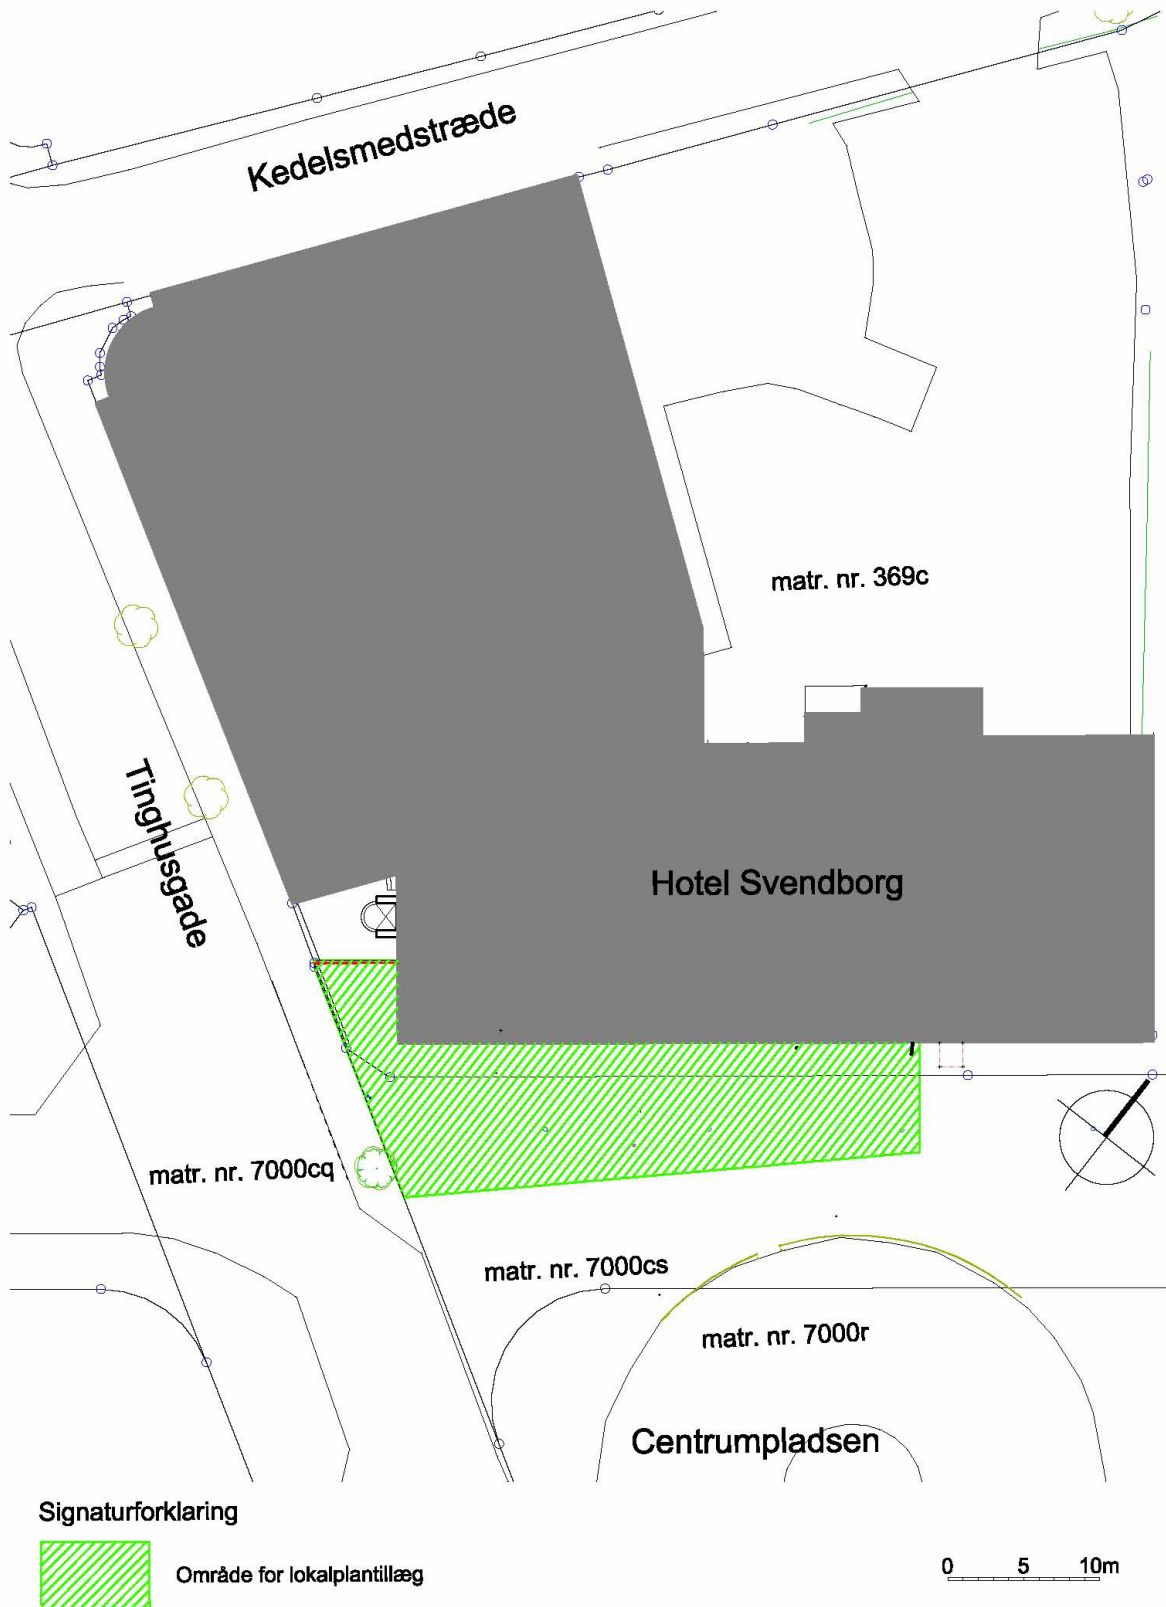 Kedelsmedstræde
matr. nr. 369c
Tinghusgade
Hotel Svendborg
matr. nr. 7000cq
matr. nr. 7000cs
matr. nr. 7000r
Centrumpladsen
Signaturforklaring
Område for lokalplantillæg
0 5 10m